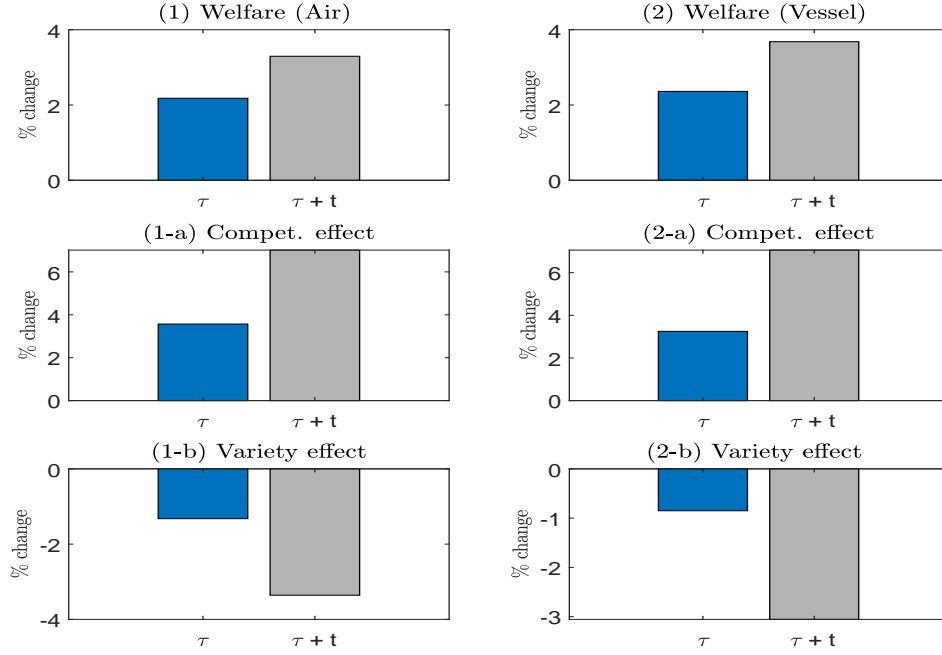 (1) Welfare (Air)
% change
4
2
0
τ
τ + t
(2) Welfare (Vessel)
% change
4
2
0
τ
τ + t
(1-a) Compet. effect
% change
6
4
2
0
τ
τ + t
(2-a) Compet. effect
% change
6
4
2
0
τ
τ + t
(1-b) Variety effect
% change
0
-2
-4
τ
τ + t
(2-b) Variety effect
% change
0
-1
-2
-3
τ
τ + t